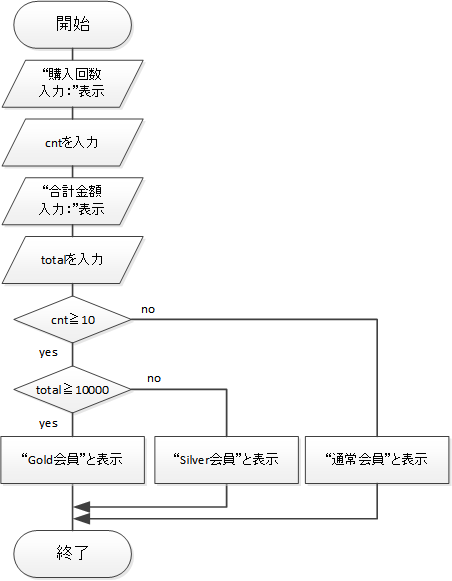 開始
“購入回数
入力:”表示
cntを入力
“合計金額
入力:”表示
totalを入力
cnt≧10
no
yes
total≧10000
no
yes
“Gold会員”と表示
“Silver会員”と表示
“通常会員”と表示
終了